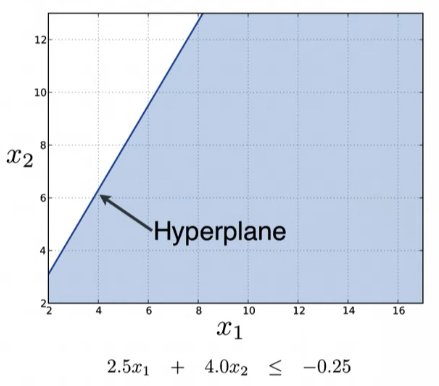 12
10
8
x₂
6
Hyperplane
4
2
2 4 6 8 10 12 14 16
x₁
2.5x₁ + 4.0x₂ ≤ −0.25